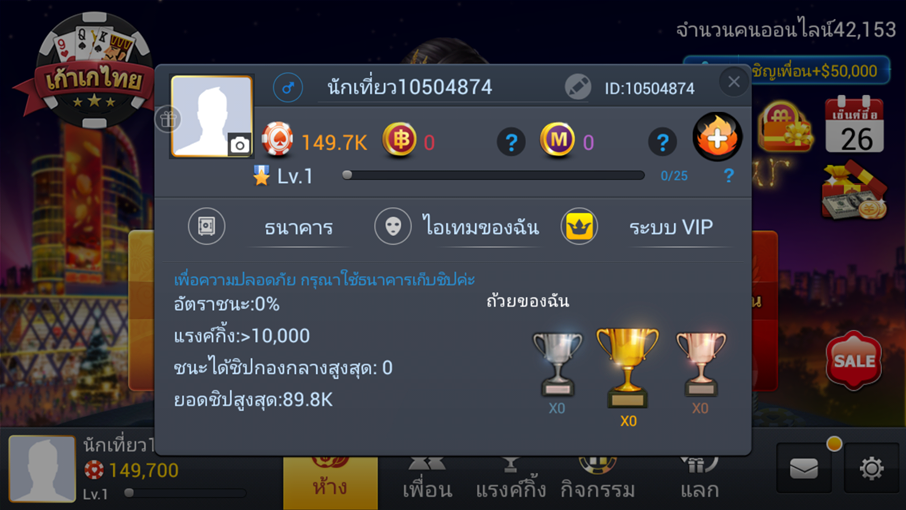 จำนวนคนออนไลน์42,153
เก้าเกไทย
9 Q Y K
ชิญเพื่อน+$50,000
นักเที่ยว10504874
ID:10504874
149.7K
฿ 0
?
M 0
?
Lv.1
0/25
?
26
ธนาคาร
ไอเทมของฉัน
ระบบ VIP
เพื่อความปลอดภัย กรุณาใช้ธนาคารเก็บชิปค่ะ
อัตราชนะ:0%
ถ้วยของฉัน
แรงค์กิ้ง:>10,000
ชนะได้ชิปกองกลางสูงสุด: 0
ยอดชิปสูงสุด:89.8K
X0
X0
X0
SALE
นักเที่ยว1
149,700
Lv.1
ห้าง
เพื่อน
แรงค์กิ้ง
กิจกรรม
แลก